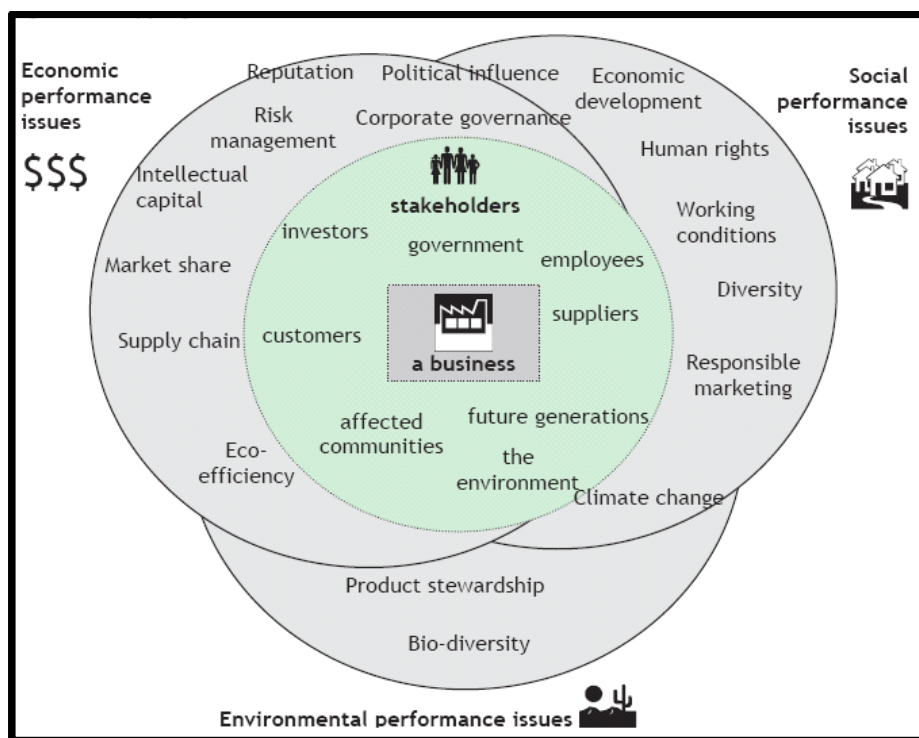 Economic
performance
issues
$$$
Social
performance
issues
Reputation
Political influence
Economic
development
Risk
management
Corporate governance
Human rights
Intellectual
capital
stakeholders
Working
conditions
investors
government
employees
Market share
Diversity
suppliers
Supply chain
customers
a business
Responsible
marketing
affected
communities
future generations
Eco-
efficiency
the
environment
Climate change
Product stewardship
Bio-diversity
Environmental performance issues